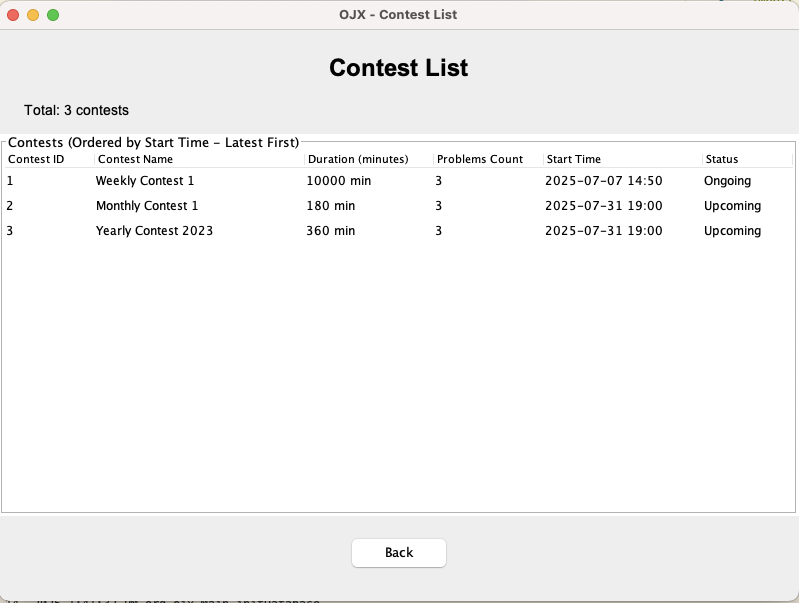 OJX - Contest List
Contest List
Total: 3 contests
Contests (Ordered by Start Time - Latest First)
Contest ID Contest Name Duration (minutes) Problems Count Start Time Status
1 Weekly Contest 1 10000 min 3 2025-07-07 14:50 Ongoing
2 Monthly Contest 1 180 min 3 2025-07-31 19:00 Upcoming
3 Yearly Contest 2023 360 min 3 2025-07-31 19:00 Upcoming
Back